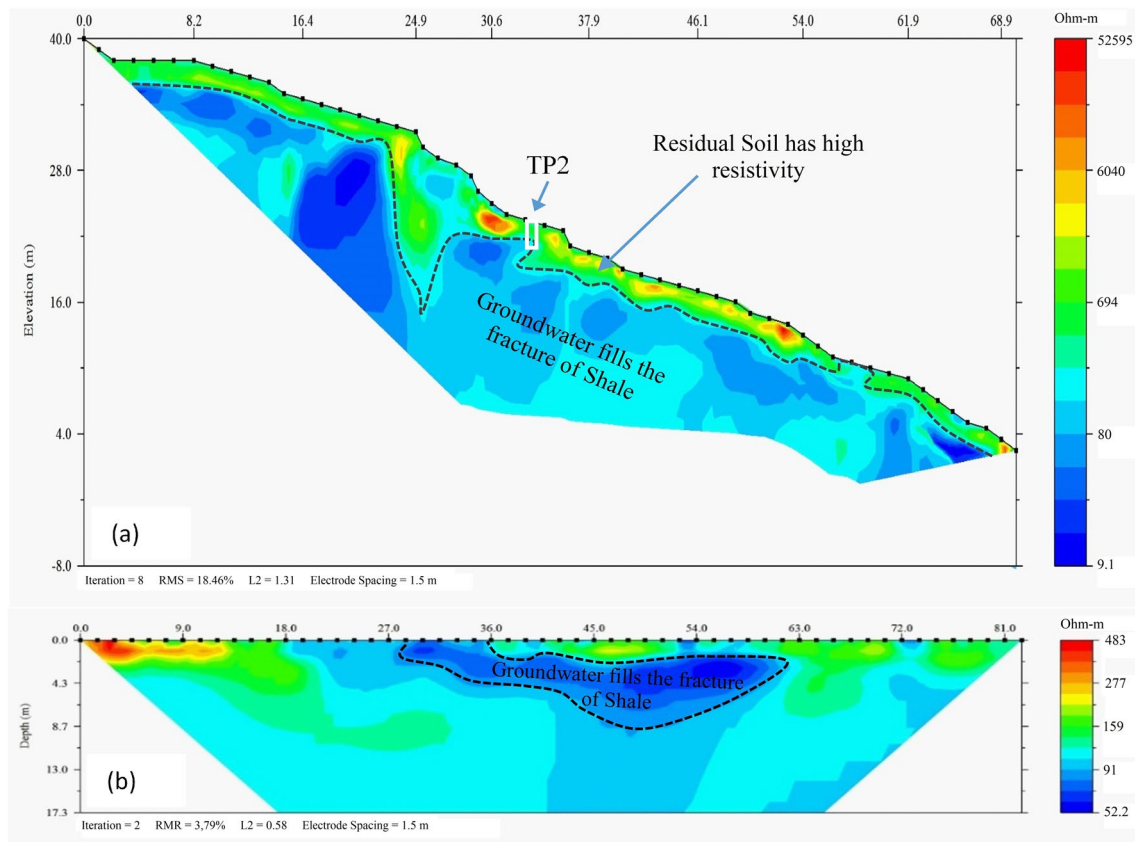 0.0 8.2 16.4 24.9 30.6 37.9 46.1 54.0 61.9 68.9 Ohm-m
40.0
52595
Residual Soil has high
resistivity
TP2
28.0
6040
Elevation (m)
16.0
694
Groundwater fills the
fracture of Shale
4.0
80
(a)
-8.0
9.1
Iteration = 8 RMS = 18.46% L2 = 1.31 Electrode Spacing = 1.5 m
0.0 9.0 18.0 27.0 36.0 45.0 54.0 63.0 72.0 81.0 Ohm-m
0.0
483
Groundwater fills the fracture
of Shale
4.3
277
Depth (m)
8.7
159
13.0
91
(b)
17.3
52.2
Iteration = 2 RMR = 3,79% L2 = 0.58 Electrode Spacing = 1.5 m